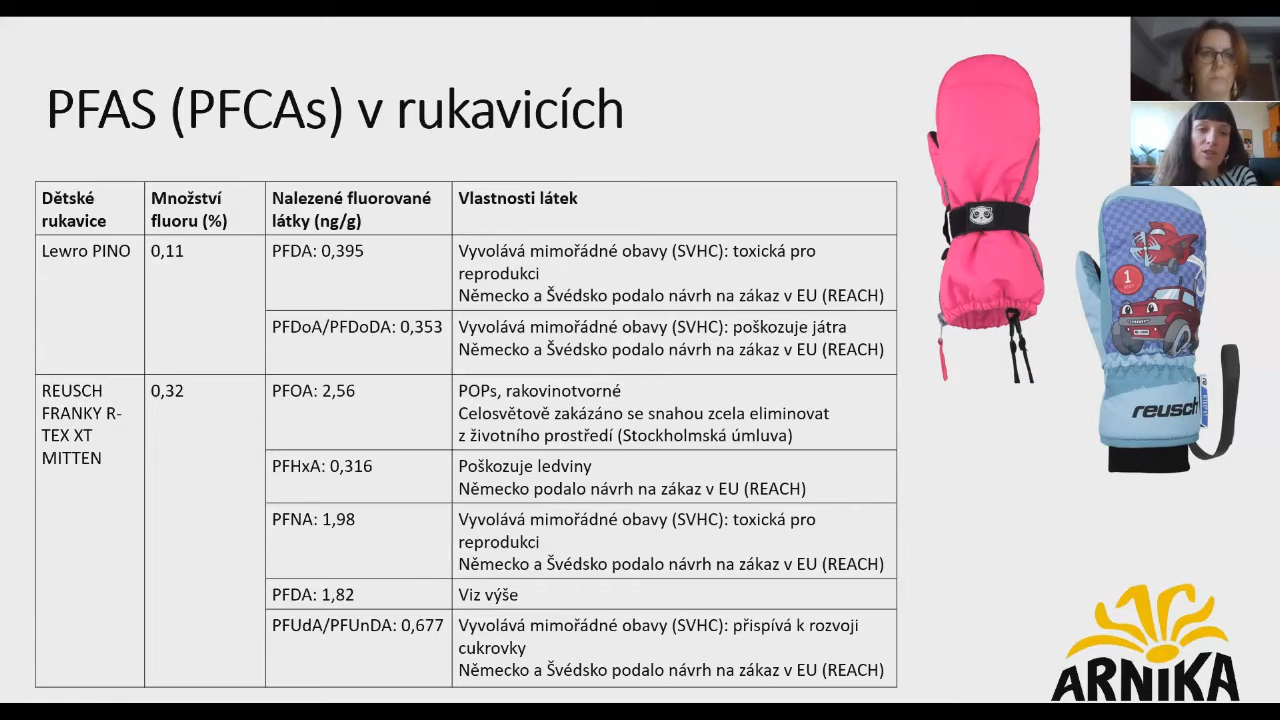 PFAS (PFCAs) v rukavicích
Dětské
rukavice
Množství
fluoru (%)
Nalezené fluorované
látky (ng/g)
Vlastnosti látek
Lewro PINO
0,11
PFDA: 0,395
Vyvolává mimořádné obavy (SVHC): toxická pro
reprodukci
Německo a Švédsko podalo návrh na zákaz v EU (REACH)
PFDoA/PFDoDA: 0,353
Vyvolává mimořádné obavy (SVHC): poškozuje játra
Německo a Švédsko podalo návrh na zákaz v EU (REACH)
REUSCH
FRANKY R-
TEX XT
MITTEN
0,32
PFOA: 2,56
POPs, rakovinotvorné
Celosvětově zakázáno se snahou zcela eliminovat
z životního prostředí (Stockholmská úmluva)
PFHxA: 0,316
Poškozuje ledviny
Německo podalo návrh na zákaz v EU (REACH)
PFNA: 1,98
Vyvolává mimořádné obavy (SVHC): toxická pro
reprodukci
Německo a Švédsko podalo návrh na zákaz v EU (REACH)
PFDA: 1,82
Viz výše
PFUdA/PFUnDA: 0,677
Vyvolává mimořádné obavy (SVHC): přispívá k rozvoji
cukrovky
Německo a Švédsko podalo návrh na zákaz v EU (REACH)
1
reusch
ARNIKA